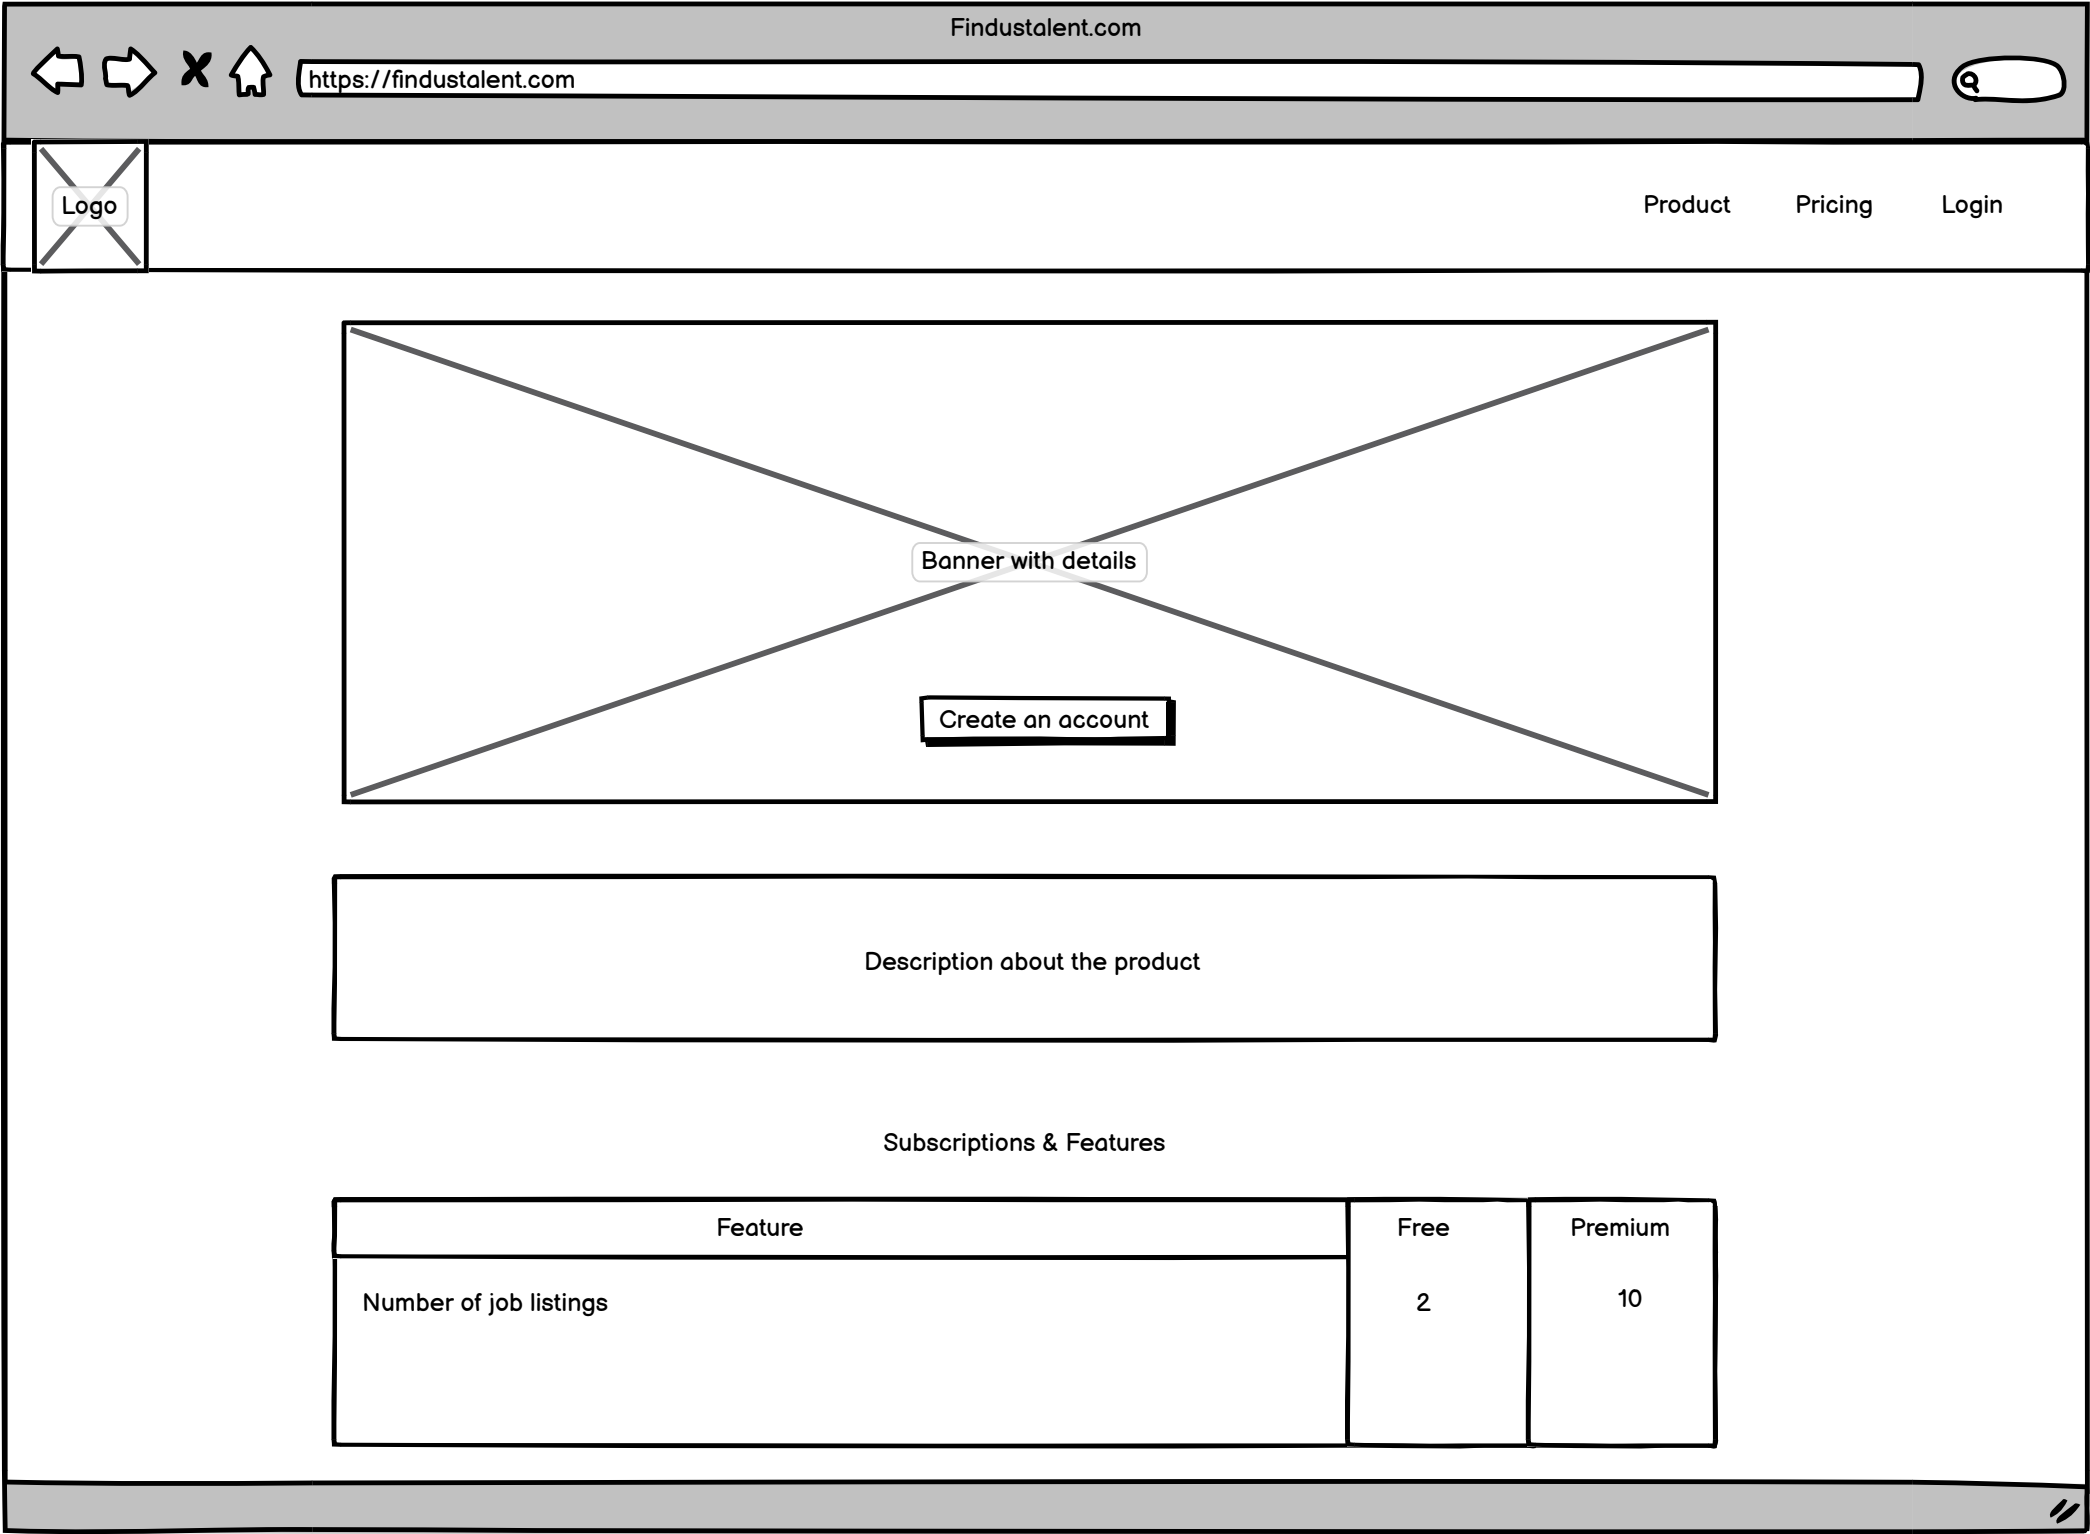 Findustalent.com
https://findustalent.com
Logo
Product Pricing Login
Banner with details
Create an account
Description about the product
Subscriptions & Features
Feature Free Premium
Number of job listings 2 10